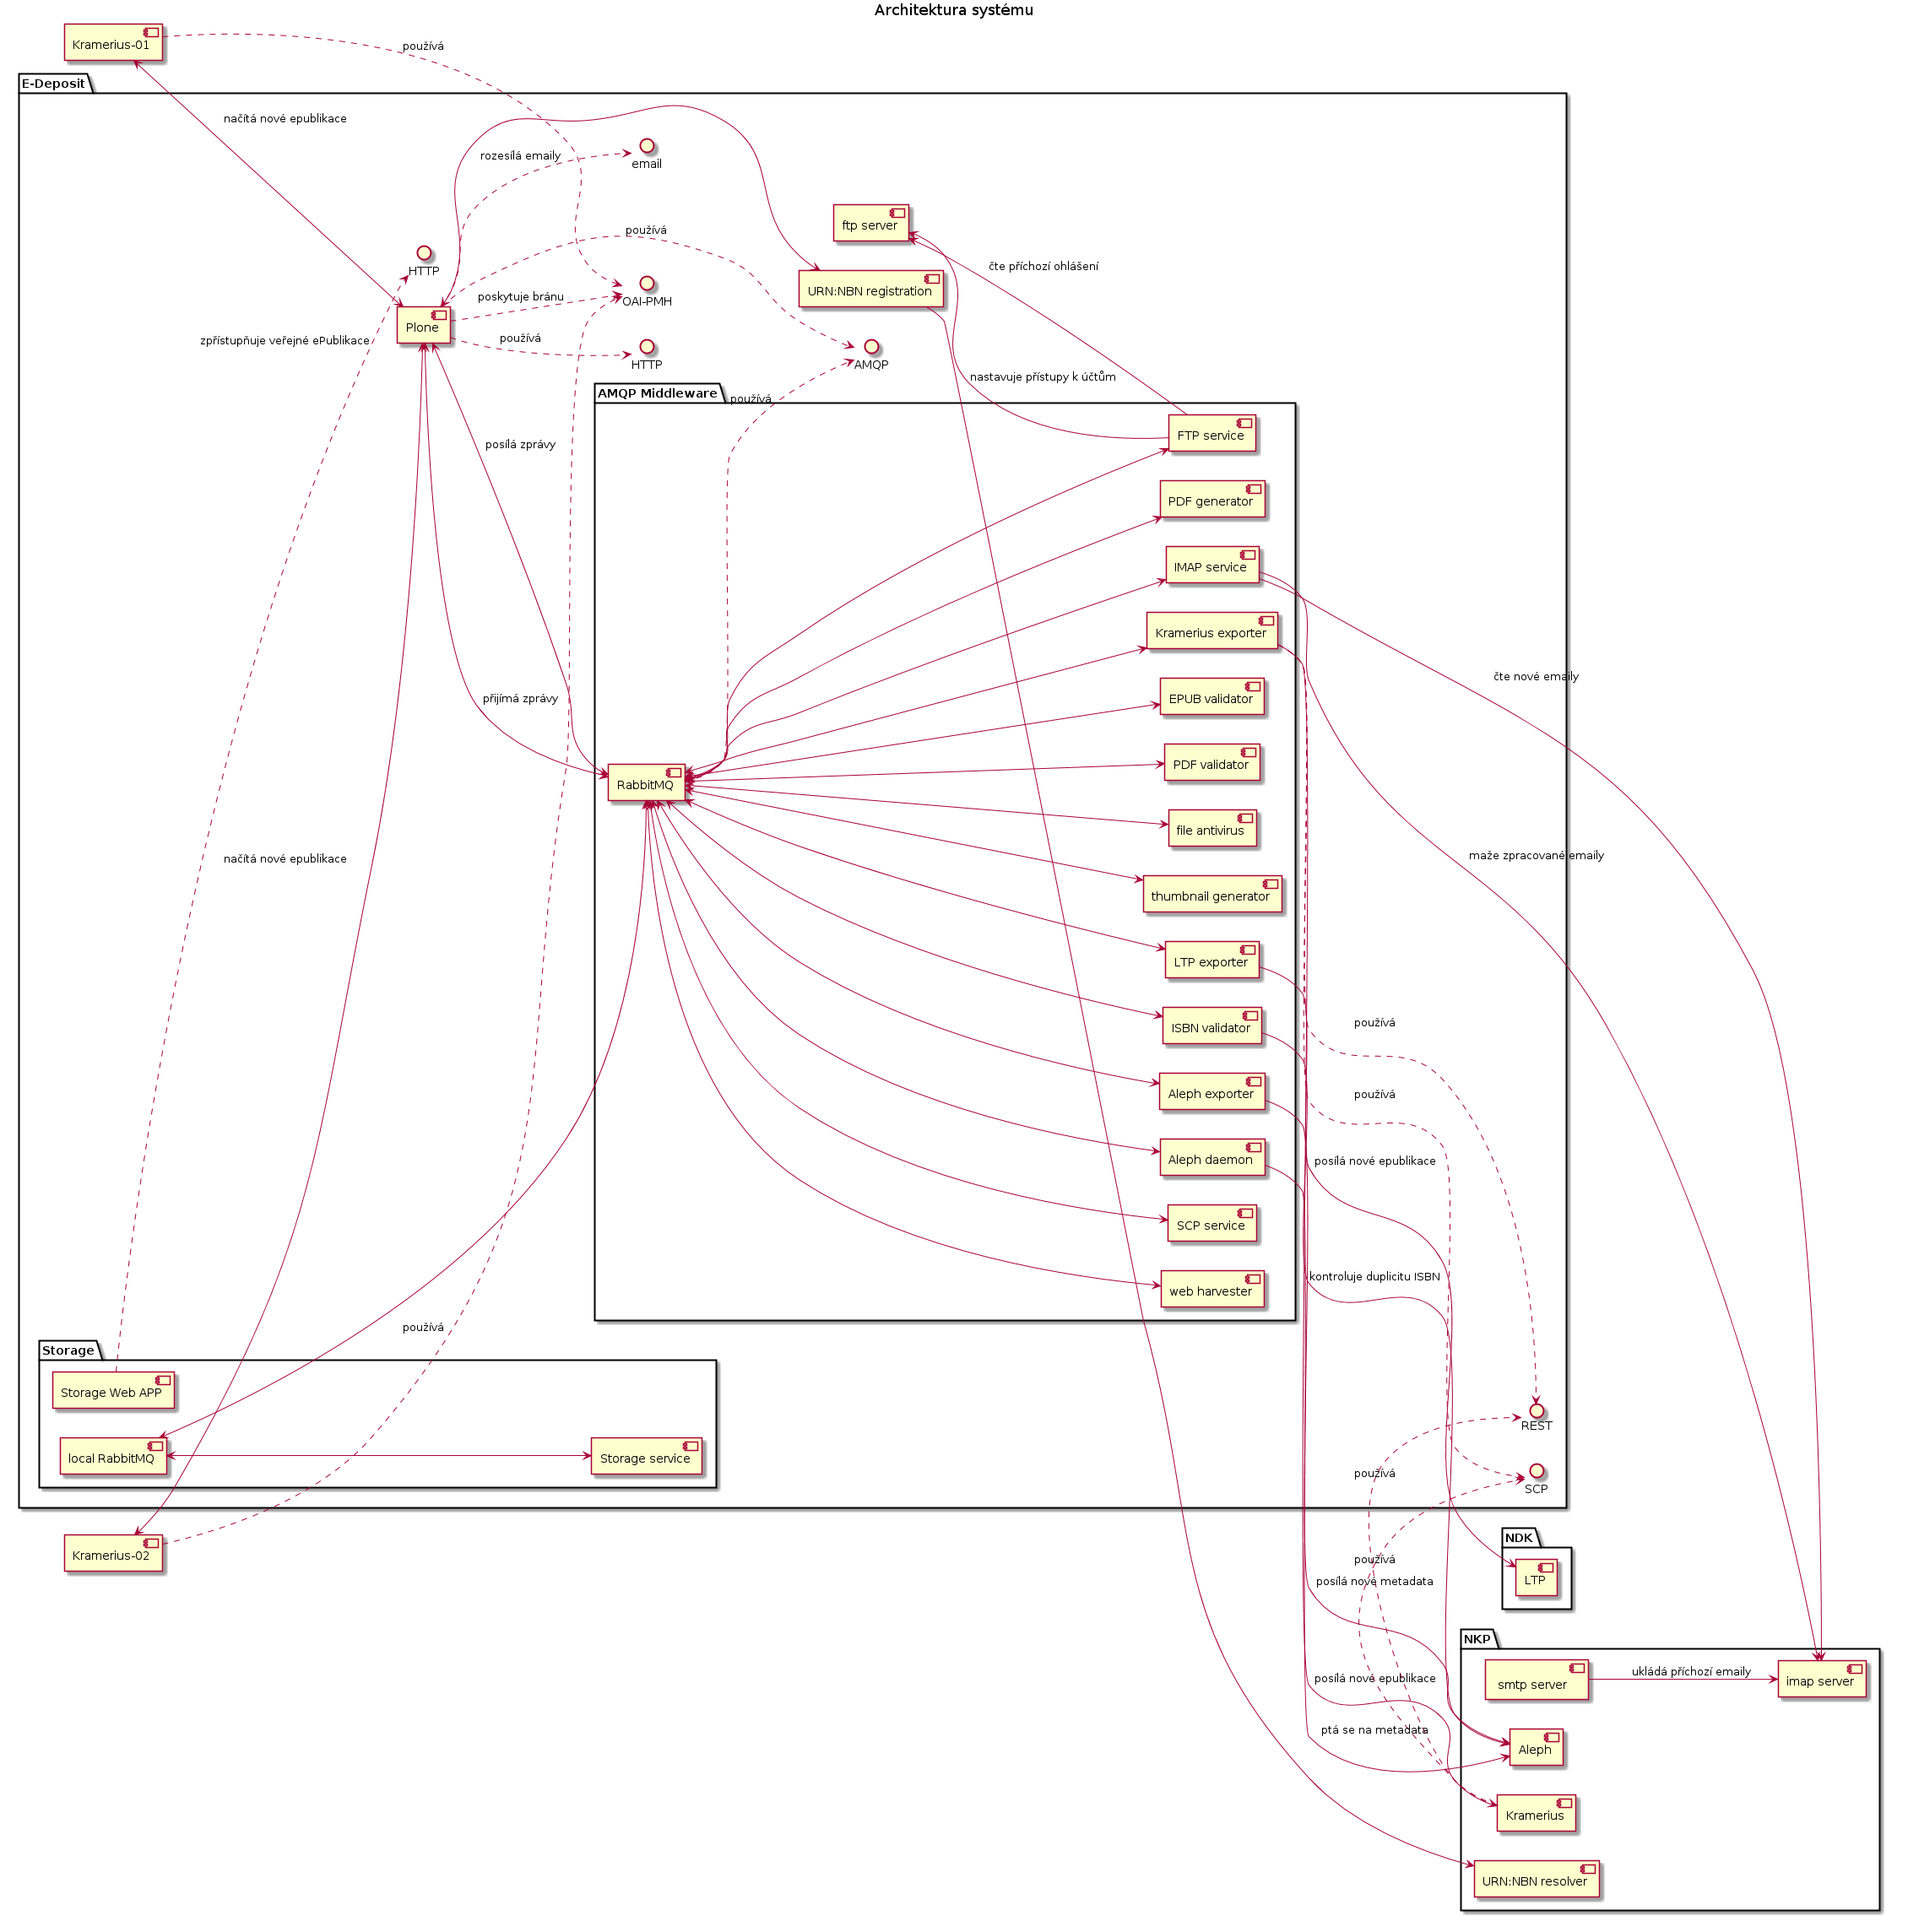 Architektura systému
Kramerius-01
používá
E-Deposit
načítá nové epublikace
rozesílá emaily
email
ftp server
používá
HTTP
čte příchozí ohlášení
OAI-PMH
URN:NBN registration
poskytuje bránu
Plone
zpřístupňuje veřejné ePublikace
používá
HTTP
AMQP
nastavuje přístupy k účtům
AMQP Middleware
používá
FTP service
posílá zprávy
PDF generator
IMAP service
Kramerius exporter
čte nové emaily
přijímá zprávy
EPUB validator
PDF validator
RabbitMQ
file antivirus
načítá nové epublikace
maže zpracované emaily
thumbnail generator
LTP exporter
používá
ISBN validator
Aleph exporter
používá
Aleph daemon
posílá nové epublikace
SCP service
kontroluje duplicitu ISBN
web harvester
používá
Storage
Storage Web APP
REST
local RabbitMQ
Storage service
používá
SCP
Kramerius-02
NDK
používá
LTP
posílá nové metadata
NKP
smtp server
ukládá příchozí emaily
imap server
posílá nové epublikace
ptá se na metadata
Aleph
Kramerius
URN:NBN resolver